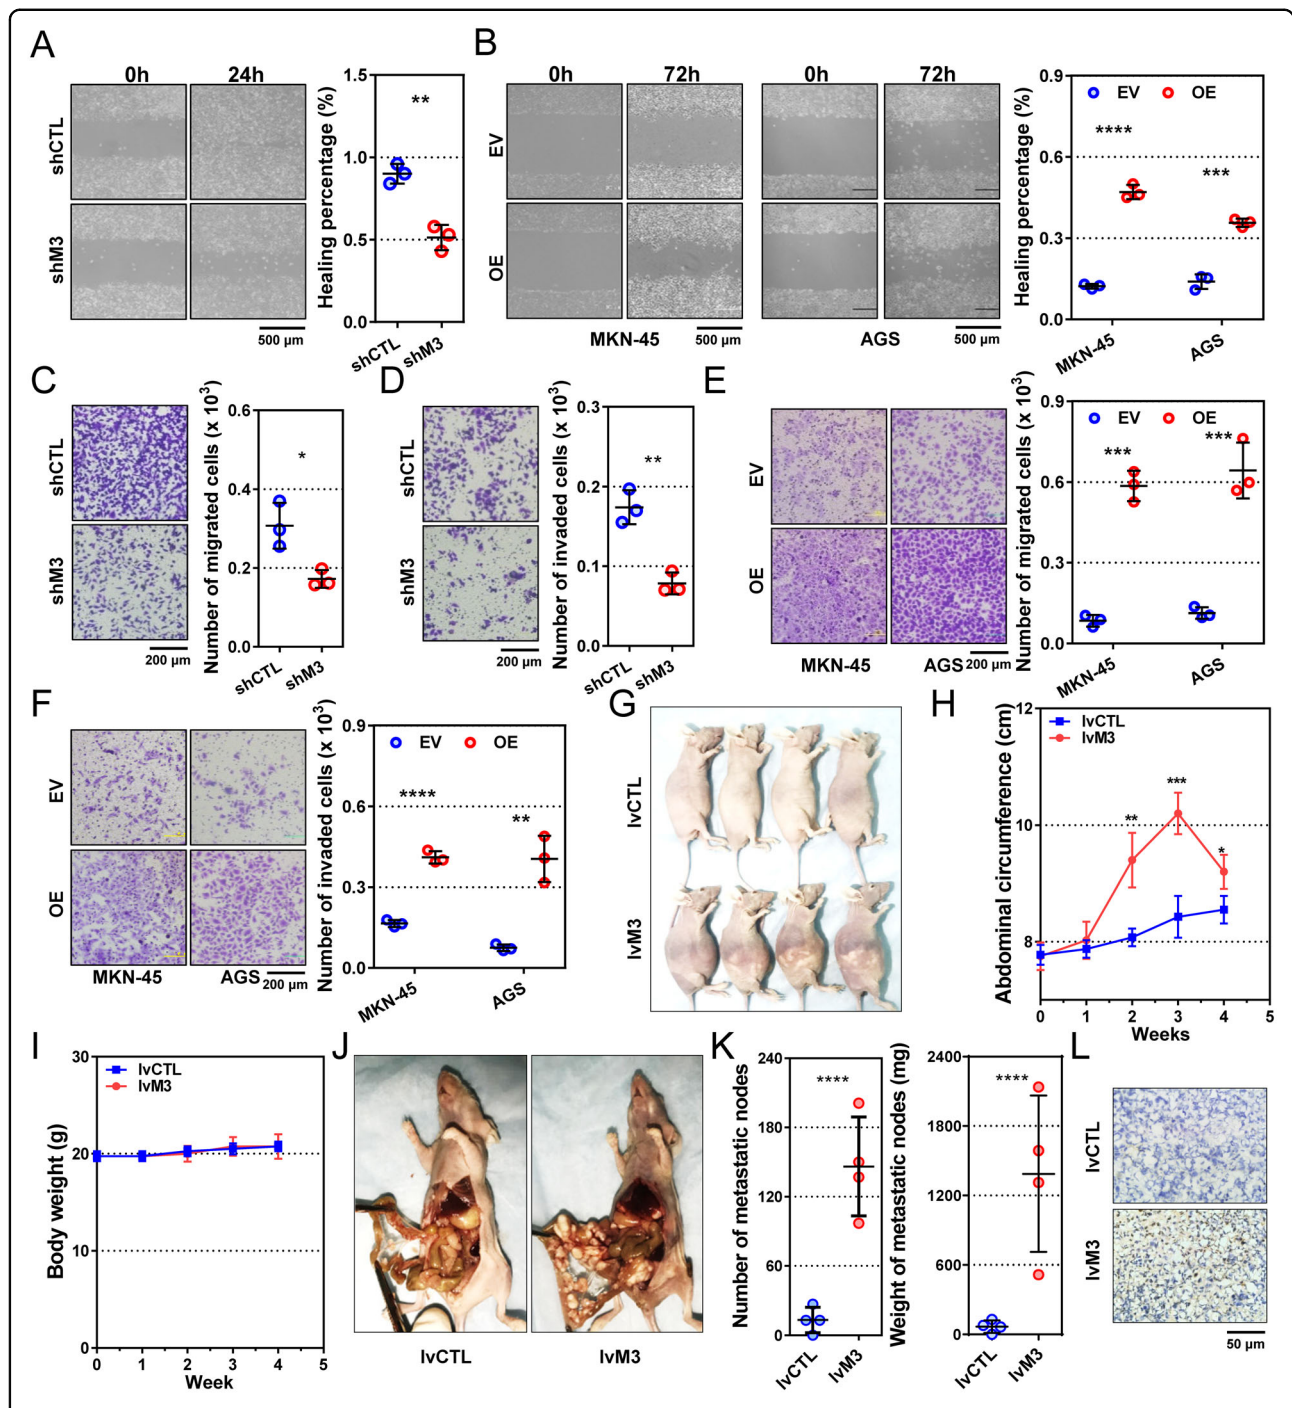 A
0h
24h
shCTL
shM3
500 µm
Healing percentage (%)
1.5
1.0
0.5
0.0
**
shCTL
shM3
B
0h
72h
0h
72h
EV
OE
MKN-45
500 µm
AGS
500 µm
Healing percentage (%)
0.9
0.6
0.3
0.0
EV
OE
****
***
MKN-45
AGS
C
shCTL
shM3
200 µm
Number of migrated cells (x 10³)
0.6
0.4
0.2
0.0
*
shCTL
shM3
D
shCTL
shM3
200 µm
Number of invaded cells (x 10³)
0.3
0.2
0.1
0.0
**
shCTL
shM3
E
EV
OE
MKN-45
AGS
200 µm
Number of migrated cells (x 10³)
0.9
0.6
0.3
0.0
EV
OE
***
***
MKN-45
AGS
F
EV
OE
MKN-45
AGS
200 µm
Number of invaded cells (x 10³)
0.9
0.6
0.3
0.0
EV
OE
****
**
MKN-45
AGS
G
lvCTL
lvM3
H
Abdominal circumference (cm)
12
10
8
lvCTL
lvM3
**
***
*
0
1
2
3
4
5
Weeks
I
Body weight (g)
30
20
10
0
lvCTL
lvM3
0
1
2
3
4
5
Week
J
lvCTL
lvM3
K
Number of metastatic nodes
240
180
120
60
0
****
lvCTL
lvM3
Weight of metastatic nodes (mg)
2400
1800
1200
600
0
****
lvCTL
lvM3
L
lvCTL
lvM3
50 µm